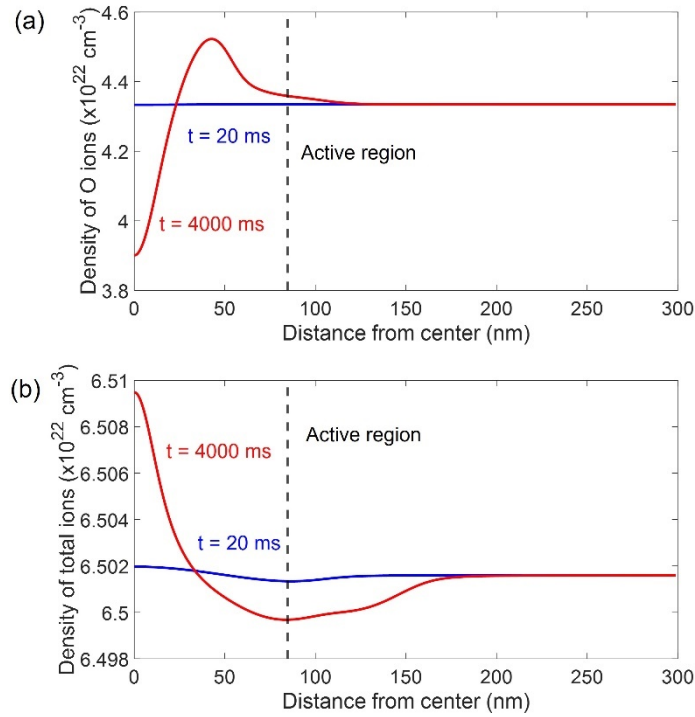 (a)
Density of O ions (x10²² cm⁻³)
4.6
4.4
4.2
4
3.8
t = 20 ms
Active region
t = 4000 ms
0 50 100 150 200 250 300
Distance from center (nm)
(b)
Density of total ions (x10²² cm⁻³)
6.51
6.508
6.506
6.504
6.502
6.5
6.498
Active region
t = 4000 ms
t = 20 ms
0 50 100 150 200 250 300
Distance from center (nm)